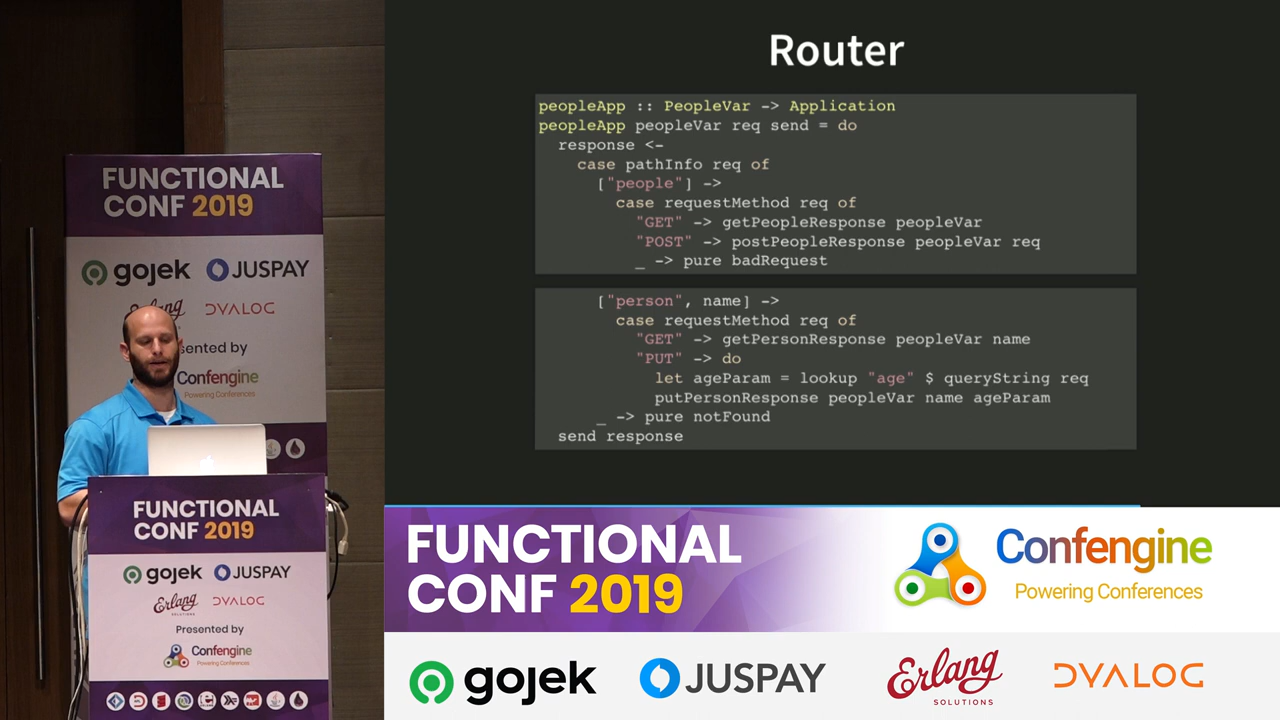 Router
peopleApp :: PeopleVar -> Application
peopleApp peopleVar req send = do
response <-
case pathInfo req of
["people"] ->
case requestMethod req of
"GET" -> getPeopleResponse peopleVar
"POST" -> postPeopleResponse peopleVar req
_ -> pure badRequest
["person", name] ->
case requestMethod req of
"GET" -> getPersonResponse peopleVar name
"PUT" -> do
let ageParam = lookup "age" $ queryString req
putPersonResponse peopleVar name ageParam
_ -> pure notFound
send response
FUNCTIONAL
CONF 2019
gojek JUSPAY
DYALOG
sented by
Confengine
Powering Conferences
FUNCTIONAL
CONF 2019
gojek JUSPAY
Erlang SOLUTIONS DYALOG
Presented by
Confengine
Powering Conferences
FUNCTIONAL
CONF 2019
Confengine
Powering Conferences
gojek JUSPAY Erlang SOLUTIONS DYALOG